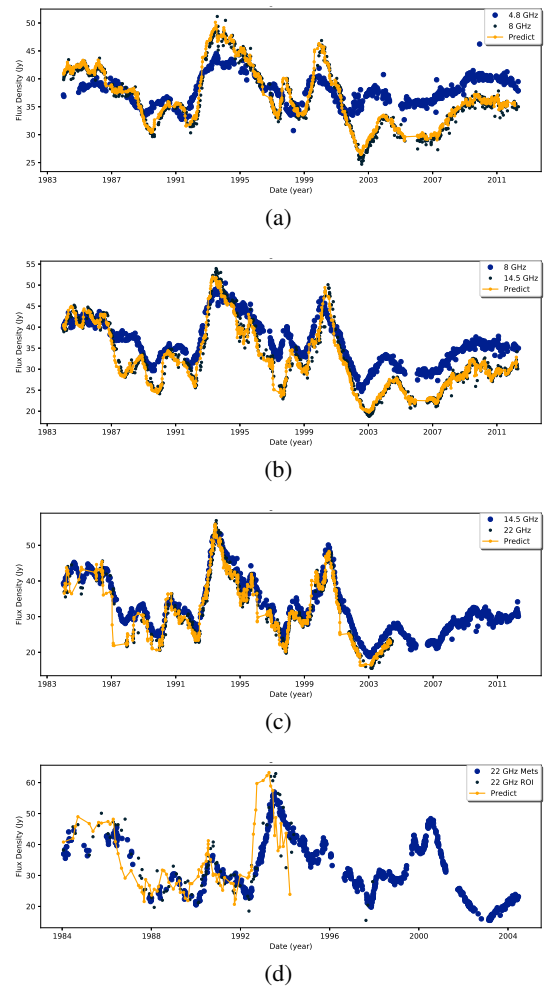 4.8 GHz
8 GHz
Predict
50
45
40
35
30
25
Flux Density (Jy)
1983 1987 1991 1995 1999 2003 2007 2011
Date (year)
(a)
8 GHz
14.5 GHz
Predict
55
50
45
40
35
30
25
20
Flux Density (Jy)
1983 1987 1991 1995 1999 2003 2007 2011
Date (year)
(b)
14.5 GHz
22 GHz
Predict
50
40
30
20
Flux Density (Jy)
1983 1987 1991 1995 1999 2003 2007 2011
Date (year)
(c)
22 GHz Mets
22 GHz ROI
Predict
60
50
40
30
20
Flux Density (Jy)
1984 1988 1992 1996 2000 2004
Date (year)
(d)